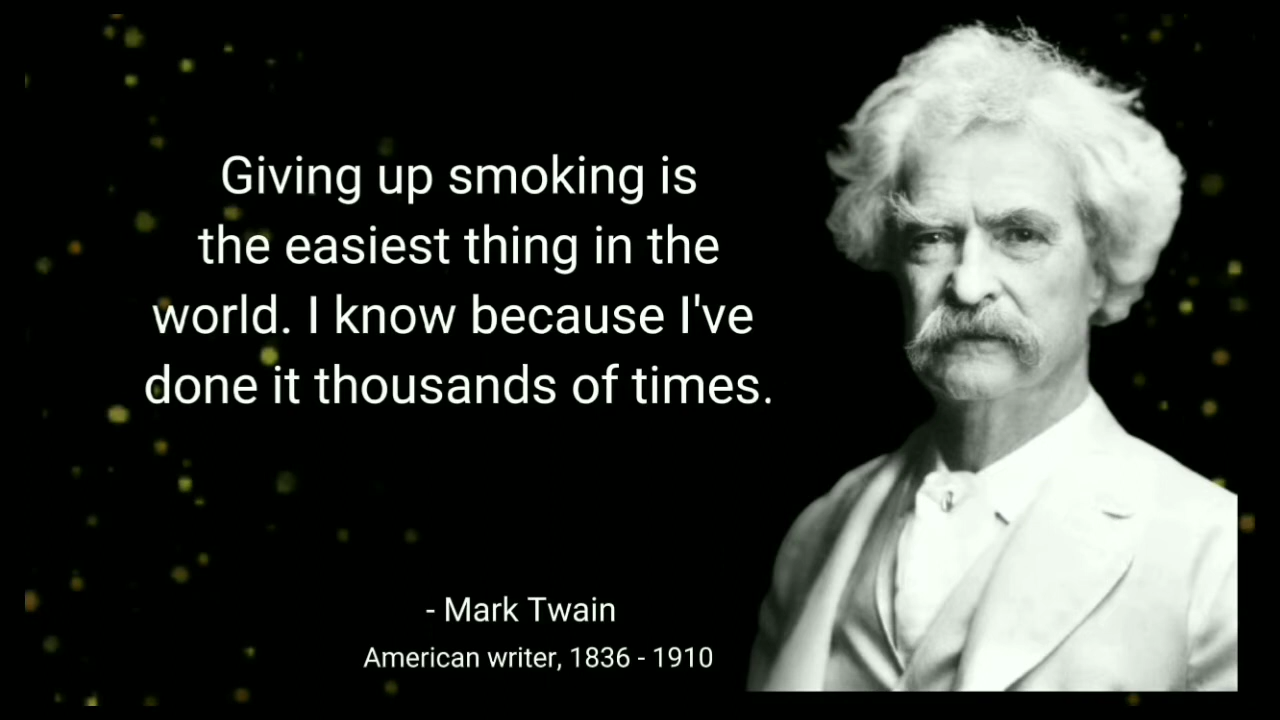 Giving up smoking is
the easiest thing in the
world. I know because I've
done it thousands of times.
- Mark Twain
American writer, 1836 - 1910